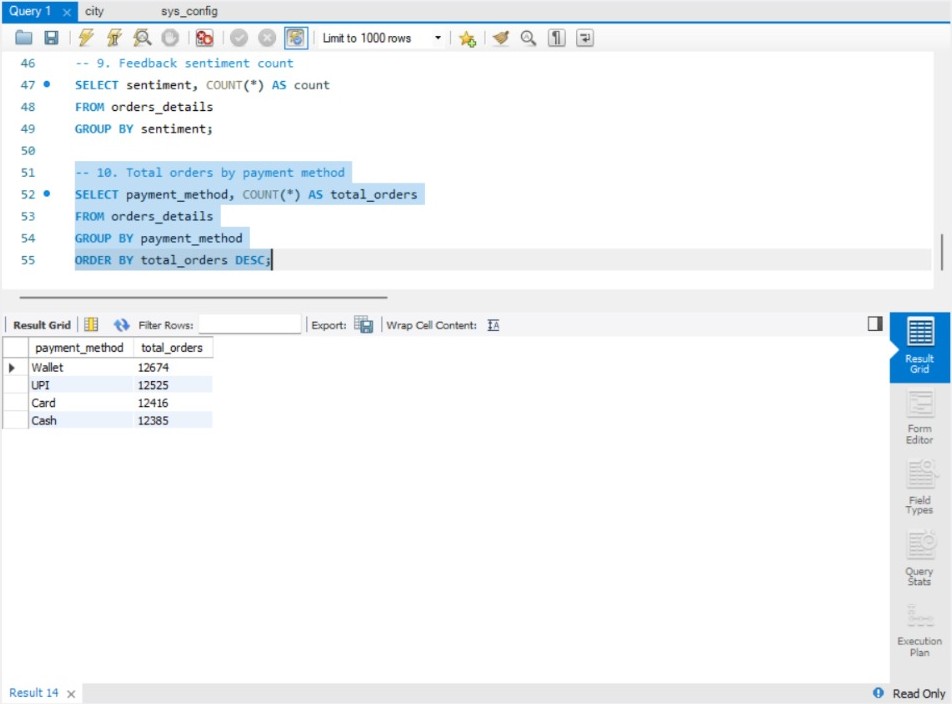 Query 1 city sys_config
Limit to 1000 rows
46 -- 9. Feedback sentiment count
47 SELECT sentiment, COUNT(*) AS count
48 FROM orders_details
49 GROUP BY sentiment;
50
51 -- 10. Total orders by payment method
52 SELECT payment_method, COUNT(*) AS total_orders
53 FROM orders_details
54 GROUP BY payment_method
55 ORDER BY total_orders DESC;
Result Grid Filter Rows: Export: Wrap Cell Content:
payment_method total_orders
Wallet 12674
UPI 12525
Card 12416
Cash 12385
Result
Grid
Form
Editor
Field
Types
Query
Stats
Execution
Plan
Result 14 Read Only